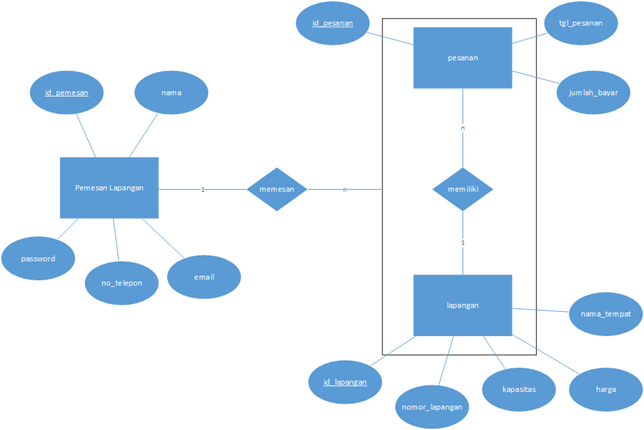 id_pesanan
tgl_pesanan
pesanan
id_pemesan
nama
jumlah_bayar
n
Pemesan Lapangan
1
memesan
n
memiliki
1
password
no_telepon
email
lapangan
nama_tempat
id_lapangan
nomor_lapangan
kapasitas
harga